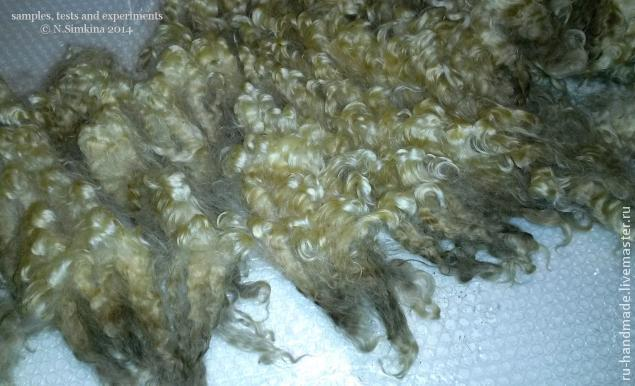 samples, tests and experiments
© N.Simkina 2014
ru-handmade.livemaster.ru